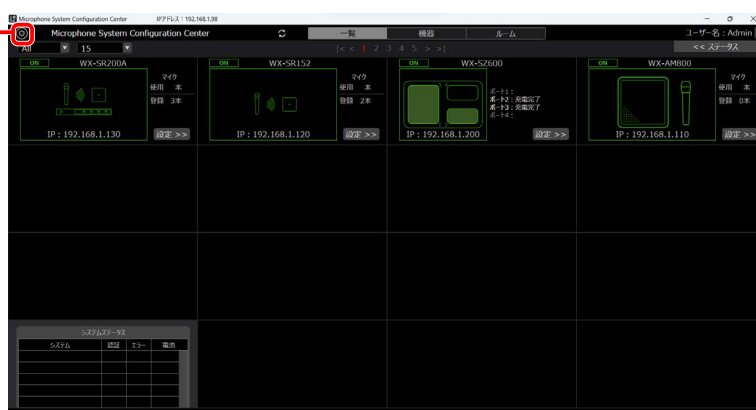 Microphone System Configuration Center IPアドレス : 192.168.1.98
Microphone System Configuration Center 一覧 機器 ルーム ユーザー名 : Admin
All 15 |< < 1 2 3 4 5 > >| << ステータス
ON WX-SR200A
マイク
使用 本
登録 3本
IP : 192.168.1.130 設定 >>
ON WX-SR152
マイク
使用 本
登録 2本
IP : 192.168.1.120 設定 >>
ON WX-SZ600
ポート1 :
ポート2 : 充電完了
ポート3 : 充電完了
ポート4 :
IP : 192.168.1.200 設定 >>
ON WX-AM800
マイク
使用 本
登録 0本
IP : 192.168.1.110 設定 >>
システムステータス
システム 認証 エラー 電池